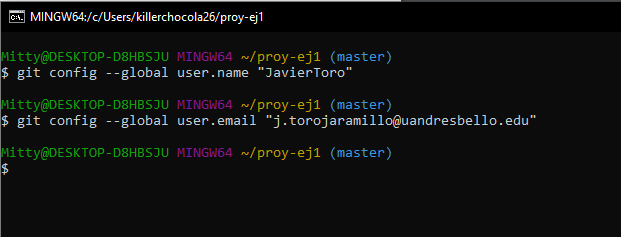 MINGW64:/c/Users/killerchocola26/proy-ej1
Mitty@DESKTOP-D8HBSJU MINGW64 ~/proy-ej1 (master)
$ git config --global user.name "JavierToro"
Mitty@DESKTOP-D8HBSJU MINGW64 ~/proy-ej1 (master)
$ git config --global user.email "j.torojaramillo@uandresbello.edu"
Mitty@DESKTOP-D8HBSJU MINGW64 ~/proy-ej1 (master)
$